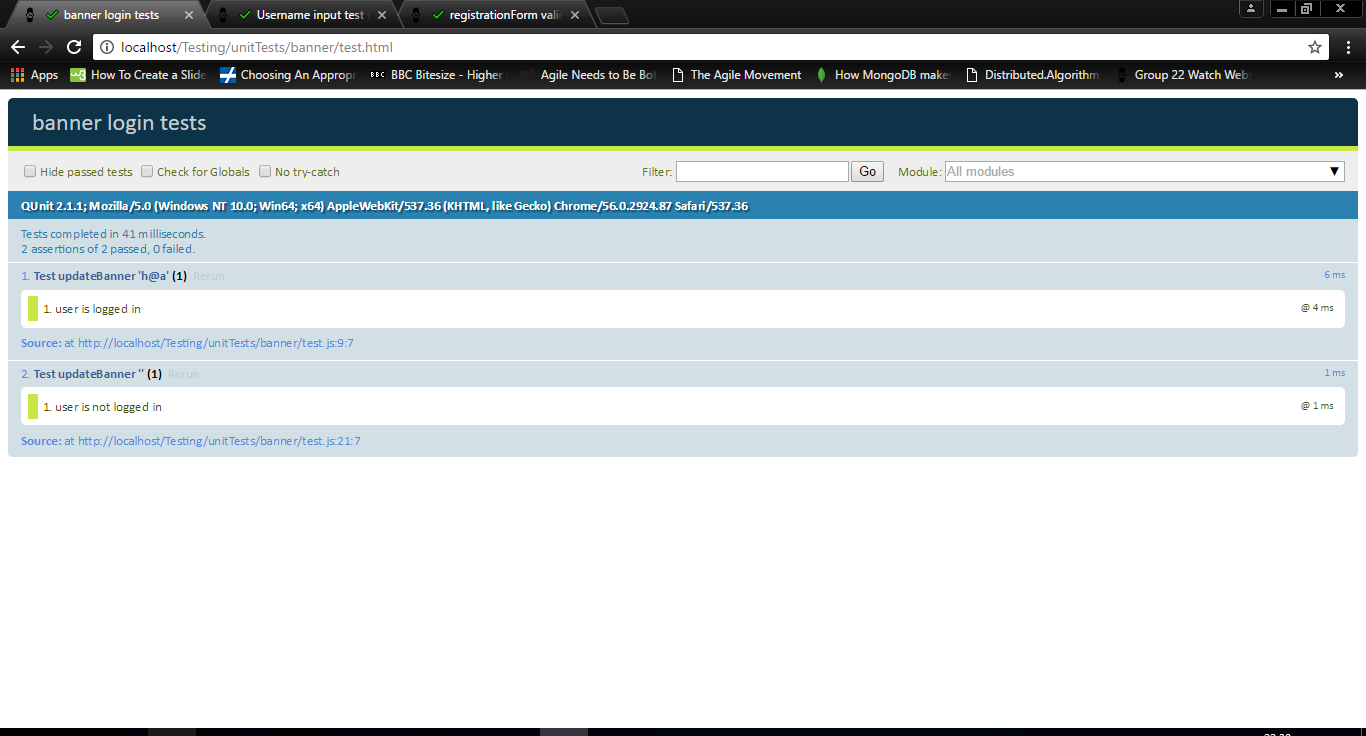 banner login tests
Username input test
registrationForm vali
localhost/Testing/unitTests/banner/test.html
Apps How To Create a Slide Choosing An Appropr BBC Bitesize - Higher Agile Needs to Be Bot The Agile Movement How MongoDB make Distributed.Algorithm Group 22 Watch Webs »
banner login tests
Hide passed tests Check for Globals No try-catch Filter: Go Module: All modules
QUnit 2.1.1; Mozilla/5.0 (Windows NT 10.0; Win64; x64) AppleWebKit/537.36 (KHTML, like Gecko) Chrome/56.0.2924.87 Safari/537.36
Tests completed in 41 milliseconds.
2 assertions of 2 passed, 0 failed.
1. Test updateBanner 'h@a' (1) Rerun 6 ms
1. user is logged in @ 4 ms
Source: at http://localhost/Testing/unitTests/banner/test.js:9:7
2. Test updateBanner '' (1) Rerun 1 ms
1. user is not logged in @ 1 ms
Source: at http://localhost/Testing/unitTests/banner/test.js:21:7